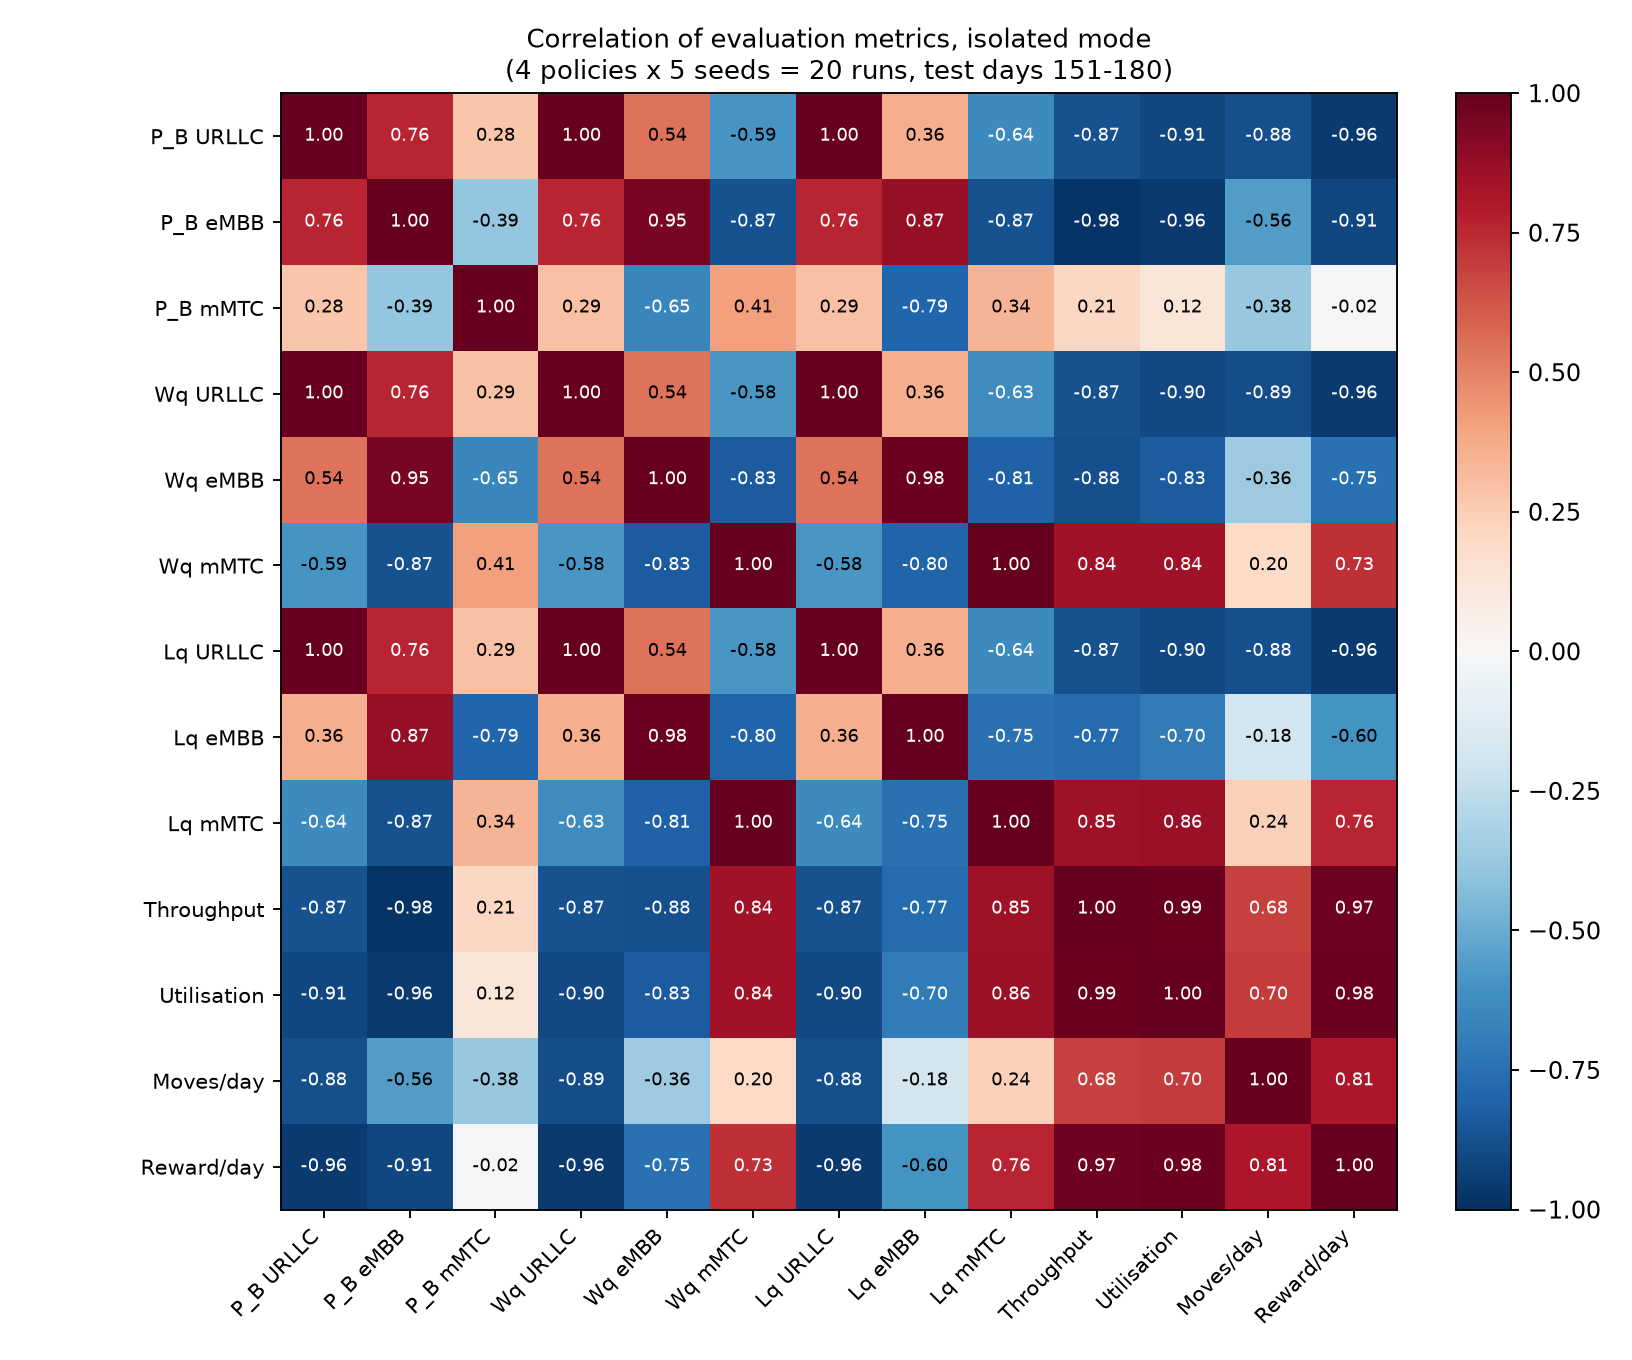 Correlation of evaluation metrics, isolated mode
(4 policies x 5 seeds = 20 runs, test days 151-180)
P_B URLLC 1.00 0.76 0.28 1.00 0.54 -0.59 1.00 0.36 -0.64 -0.87 -0.91 -0.88 -0.96
P_B eMBB 0.76 1.00 -0.39 0.76 0.95 -0.87 0.76 0.87 -0.87 -0.98 -0.96 -0.56 -0.91
P_B mMTC 0.28 -0.39 1.00 0.29 -0.65 0.41 0.29 -0.79 0.34 0.21 0.12 -0.38 -0.02
Wq URLLC 1.00 0.76 0.29 1.00 0.54 -0.58 1.00 0.36 -0.63 -0.87 -0.90 -0.89 -0.96
Wq eMBB 0.54 0.95 -0.65 0.54 1.00 -0.83 0.54 0.98 -0.81 -0.88 -0.83 -0.36 -0.75
Wq mMTC -0.59 -0.87 0.41 -0.58 -0.83 1.00 -0.58 -0.80 1.00 0.84 0.84 0.20 0.73
Lq URLLC 1.00 0.76 0.29 1.00 0.54 -0.58 1.00 0.36 -0.64 -0.87 -0.90 -0.88 -0.96
Lq eMBB 0.36 0.87 -0.79 0.36 0.98 -0.80 0.36 1.00 -0.75 -0.77 -0.70 -0.18 -0.60
Lq mMTC -0.64 -0.87 0.34 -0.63 -0.81 1.00 -0.64 -0.75 1.00 0.85 0.86 0.24 0.76
Throughput -0.87 -0.98 0.21 -0.87 -0.88 0.84 -0.87 -0.77 0.85 1.00 0.99 0.68 0.97
Utilisation -0.91 -0.96 0.12 -0.90 -0.83 0.84 -0.90 -0.70 0.86 0.99 1.00 0.70 0.98
Moves/day -0.88 -0.56 -0.38 -0.89 -0.36 0.20 -0.88 -0.18 0.24 0.68 0.70 1.00 0.81
Reward/day -0.96 -0.91 -0.02 -0.96 -0.75 0.73 -0.96 -0.60 0.76 0.97 0.98 0.81 1.00
P_B URLLC P_B eMBB P_B mMTC Wq URLLC Wq eMBB Wq mMTC Lq URLLC Lq eMBB Lq mMTC Throughput Utilisation Moves/day Reward/day
1.00
0.75
0.50
0.25
0.00
−0.25
−0.50
−0.75
−1.00